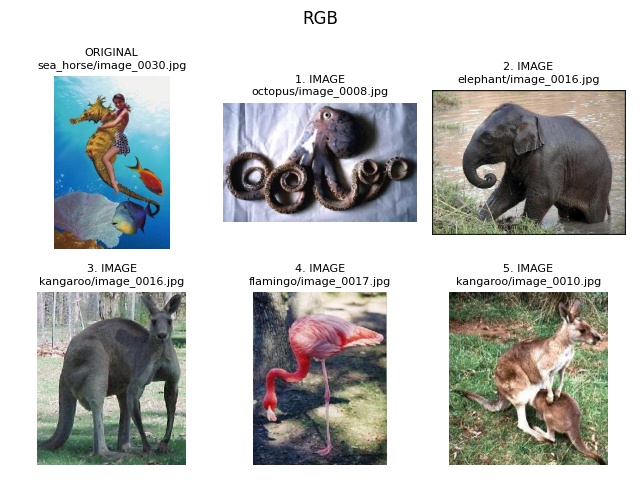 RGB
ORIGINAL
sea_horse/image_0030.jpg
1. IMAGE
octopus/image_0008.jpg
2. IMAGE
elephant/image_0016.jpg
3. IMAGE
kangaroo/image_0016.jpg
4. IMAGE
flamingo/image_0017.jpg
5. IMAGE
kangaroo/image_0010.jpg